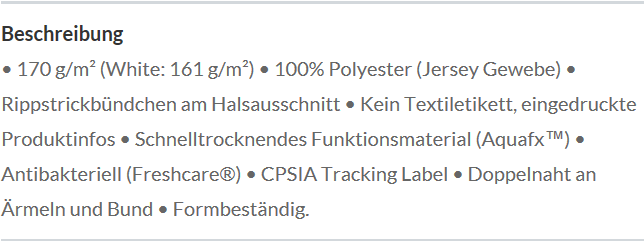 Beschreibung
• 170 g/m² (White: 161 g/m²) • 100% Polyester (Jersey Gewebe) •
Rippstrickbündchen am Halsausschnitt • Kein Textiletikett, eingedruckte
Produktinfos • Schnelltrocknendes Funktionsmaterial (Aquafx™) •
Antibakteriell (Freshcare®) • CPSIA Tracking Label • Doppelnaht an
Ärmeln und Bund • Formbeständig.